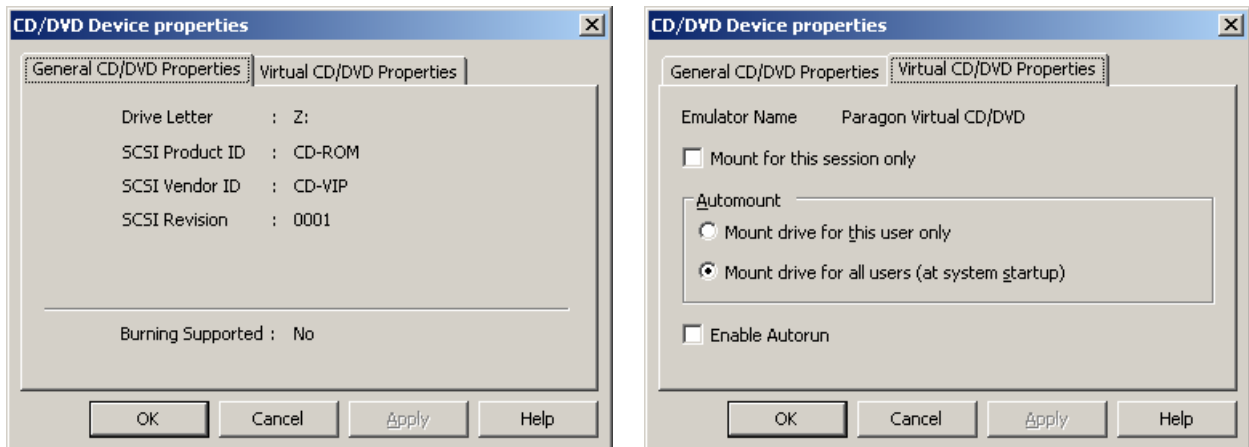 CD/DVD Device properties
General CD/DVD Properties Virtual CD/DVD Properties
Drive Letter : Z:
SCSI Product ID : CD-ROM
SCSI Vendor ID : CD-VIP
SCSI Revision : 0001
Burning Supported : No
OK Cancel Apply Help
CD/DVD Device properties
General CD/DVD Properties Virtual CD/DVD Properties
Emulator Name Paragon Virtual CD/DVD
Mount for this session only
Automount
Mount drive for this user only
Mount drive for all users (at system startup)
Enable Autorun
OK Cancel Apply Help